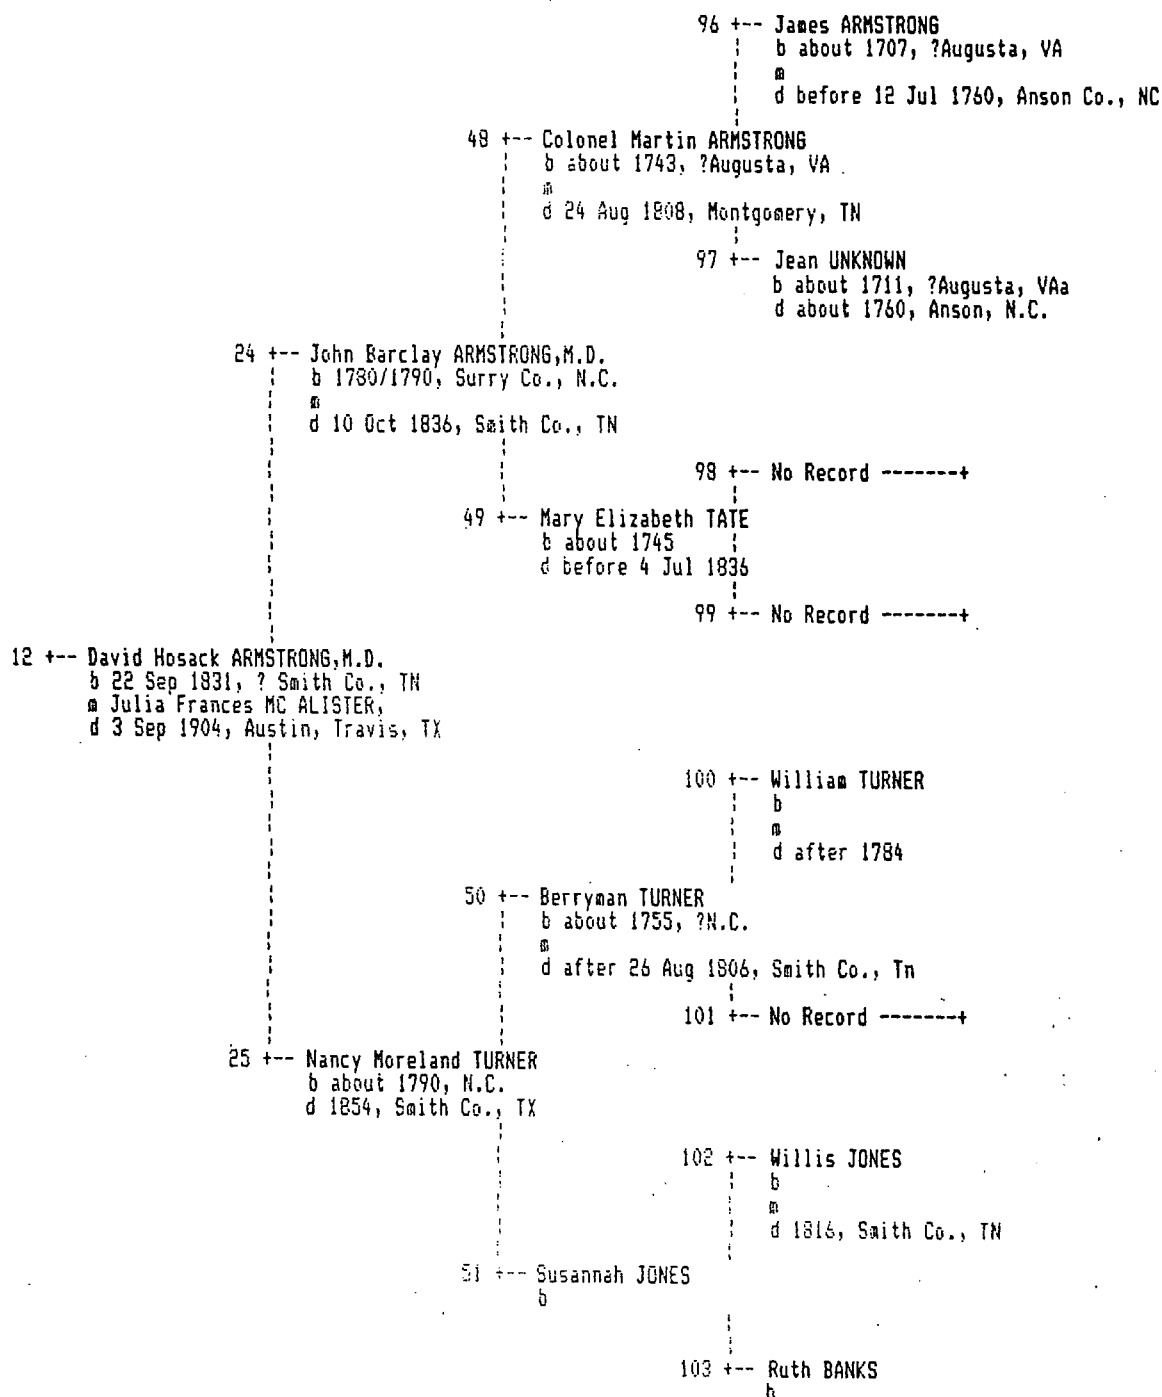 96 +-- James ARMSTRONG
b about 1707, ?Augusta, VA
m
d before 12 Jul 1760, Anson Co., NC
48 +-- Colonel Martin ARMSTRONG
b about 1743, ?Augusta, VA
m
d 24 Aug 1808, Montgomery, TN
97 +-- Jean UNKNOWN
b about 1711, ?Augusta, VAa
d about 1760, Anson, N.C.
24 +-- John Barclay ARMSTRONG,M.D.
b 1780/1790, Surry Co., N.C.
m
d 10 Oct 1836, Smith Co., TN
98 +-- No Record -------+
49 +-- Mary Elizabeth TATE
b about 1745
d before 4 Jul 1836
99 +-- No Record -------+
12 +-- David Hosack ARMSTRONG,M.D.
b 22 Sep 1831, ? Smith Co., TN
m Julia Frances MC ALISTER,
d 3 Sep 1904, Austin, Travis, TX
100 +-- William TURNER
b
m
d after 1784
50 +-- Berryman TURNER
b about 1755, ?N.C.
m
d after 26 Aug 1806, Smith Co., Tn
101 +-- No Record -------+
25 +-- Nancy Moreland TURNER
b about 1790, N.C.
d 1854, Smith Co., TX
102 +-- Willis JONES
b
m
d 1816, Smith Co., TN
51 +-- Susannah JONES
b
103 +-- Ruth BANKS
b